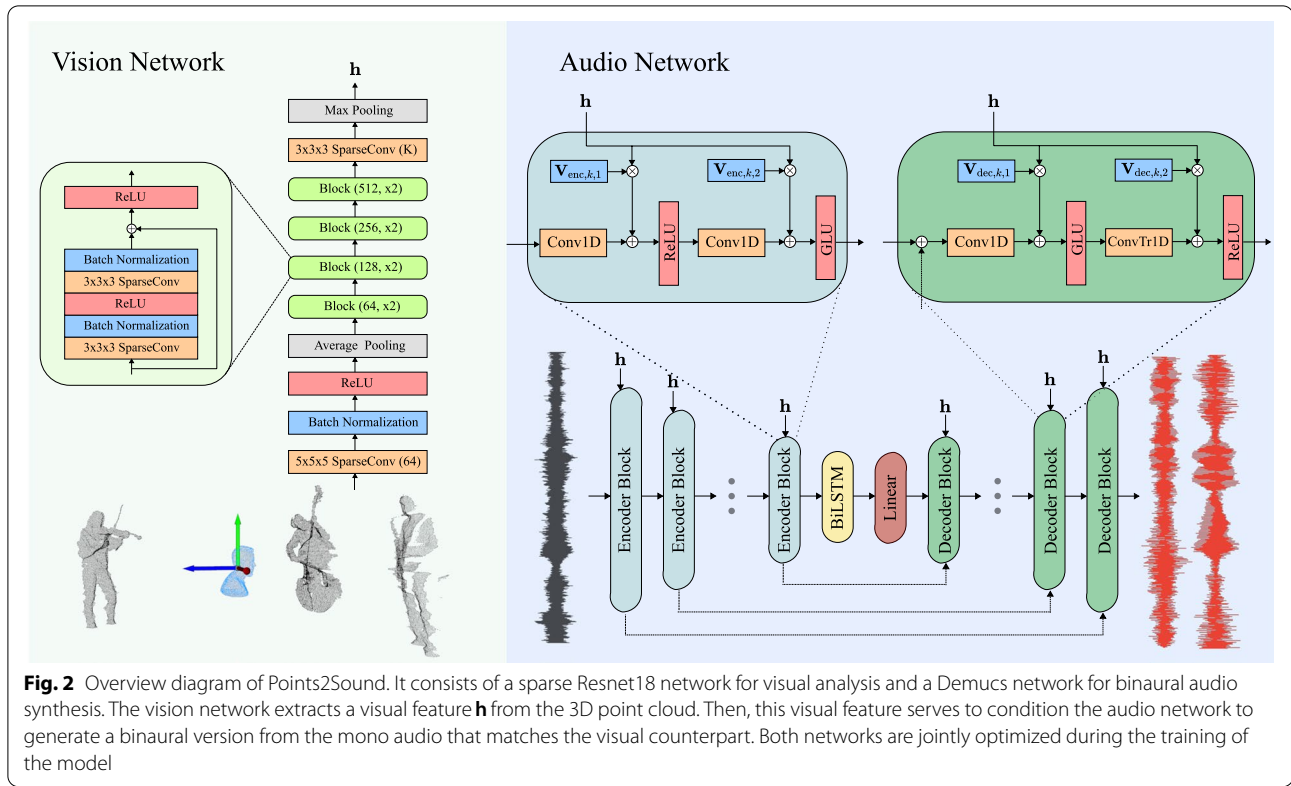 Vision Network
h
Max Pooling
3x3x3 SparseConv (K)
Block (512, x2)
Block (256, x2)
Block (128, x2)
Block (64, x2)
Average Pooling
ReLU
Batch Normalization
5x5x5 SparseConv (64)
ReLU
Batch Normalization
3x3x3 SparseConv
ReLU
Batch Normalization
3x3x3 SparseConv
Audio Network
h
V_enc,k,1
V_enc,k,2
Conv1D
ReLU
Conv1D
GLU
h
V_dec,k,1
V_dec,k,2
Conv1D
GLU
ConvTr1D
ReLU
h
h
h
h
h
h
Encoder Block
Encoder Block
Encoder Block
BiLSTM
Linear
Decoder Block
Decoder Block
Decoder Block
Fig. 2 Overview diagram of Points2Sound. It consists of a sparse Resnet18 network for visual analysis and a Demucs network for binaural audio
synthesis. The vision network extracts a visual feature h from the 3D point cloud. Then, this visual feature serves to condition the audio network to
generate a binaural version from the mono audio that matches the visual counterpart. Both networks are jointly optimized during the training of
the model